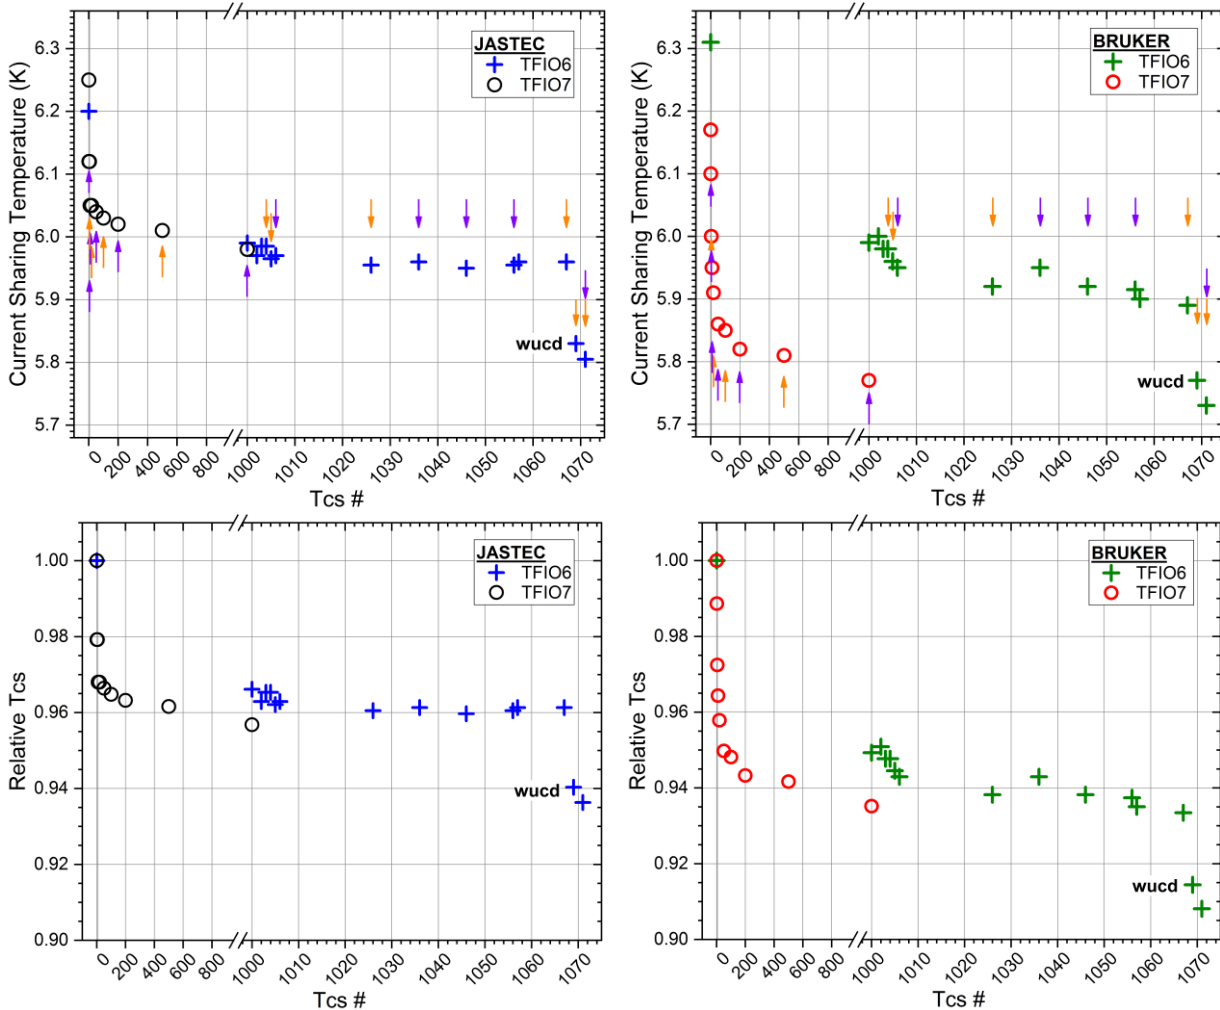 JASTEC
TFIO6
TFIO7
Current Sharing Temperature (K)
6.3
6.2
6.1
6.0
5.9
5.8
5.7
wucd
0 200 400 600 800 1000 1010 1020 1030 1040 1050 1060 1070
Tcs #
BRUKER
TFIO6
TFIO7
Current Sharing Temperature (K)
6.3
6.2
6.1
6.0
5.9
5.8
5.7
wucd
0 200 400 600 800 1000 1010 1020 1030 1040 1050 1060 1070
Tcs #
JASTEC
TFIO6
TFIO7
Relative Tcs
1.00
0.98
0.96
0.94
0.92
0.90
wucd
0 200 400 600 800 1000 1010 1020 1030 1040 1050 1060 1070
Tcs #
BRUKER
TFIO6
TFIO7
Relative Tcs
1.00
0.98
0.96
0.94
0.92
0.90
wucd
0 200 400 600 800 1000 1010 1020 1030 1040 1050 1060 1070
Tcs #